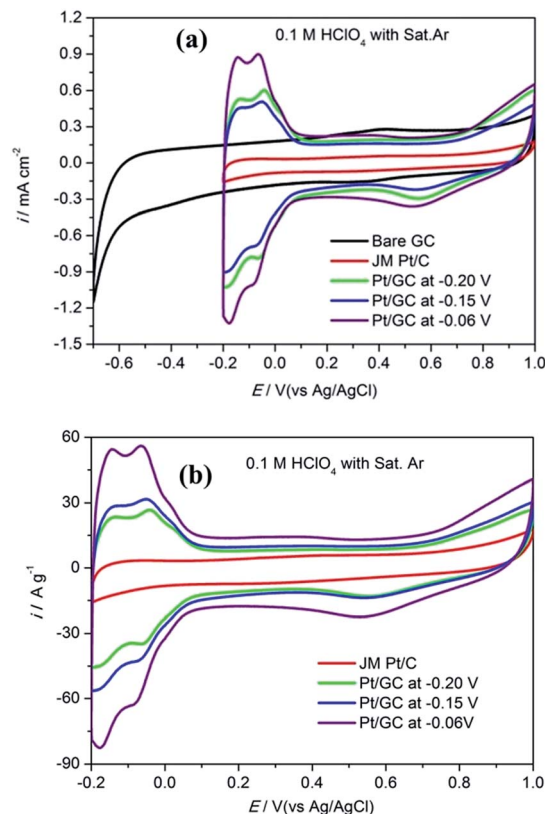 (a)
0.1 M HClO₄ with Sat.Ar
1.2
0.9
0.6
0.3
0.0
-0.3
-0.6
-0.9
-1.2
-1.5
i / mA cm⁻²
Bare GC
JM Pt/C
Pt/GC at -0.20 V
Pt/GC at -0.15 V
Pt/GC at -0.06 V
-0.6 -0.4 -0.2 0.0 0.2 0.4 0.6 0.8 1.0
E / V(vs Ag/AgCl)
(b)
0.1 M HClO₄ with Sat. Ar
60
30
0
-30
-60
-90
i / A g⁻¹
JM Pt/C
Pt/GC at -0.20 V
Pt/GC at -0.15 V
Pt/GC at -0.06V
-0.2 0.0 0.2 0.4 0.6 0.8 1.0
E / V(vs Ag/AgCl)